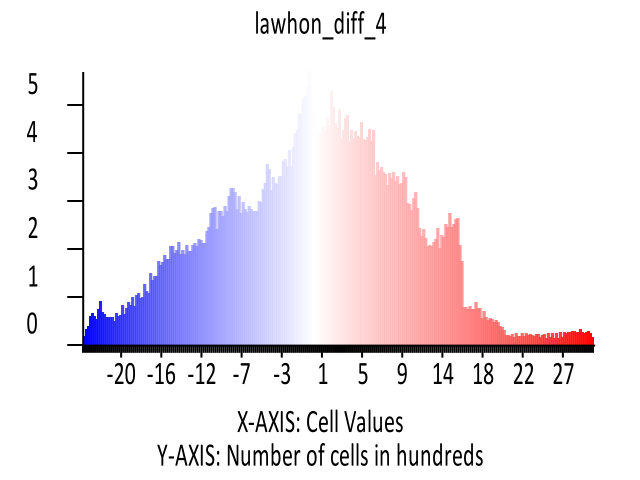 lawhon_diff_4
5
4
3
2
1
0
-20 -16 -12 -7 -3 1 5 9 14 18 22 27
X-AXIS: Cell Values
Y-AXIS: Number of cells in hundreds